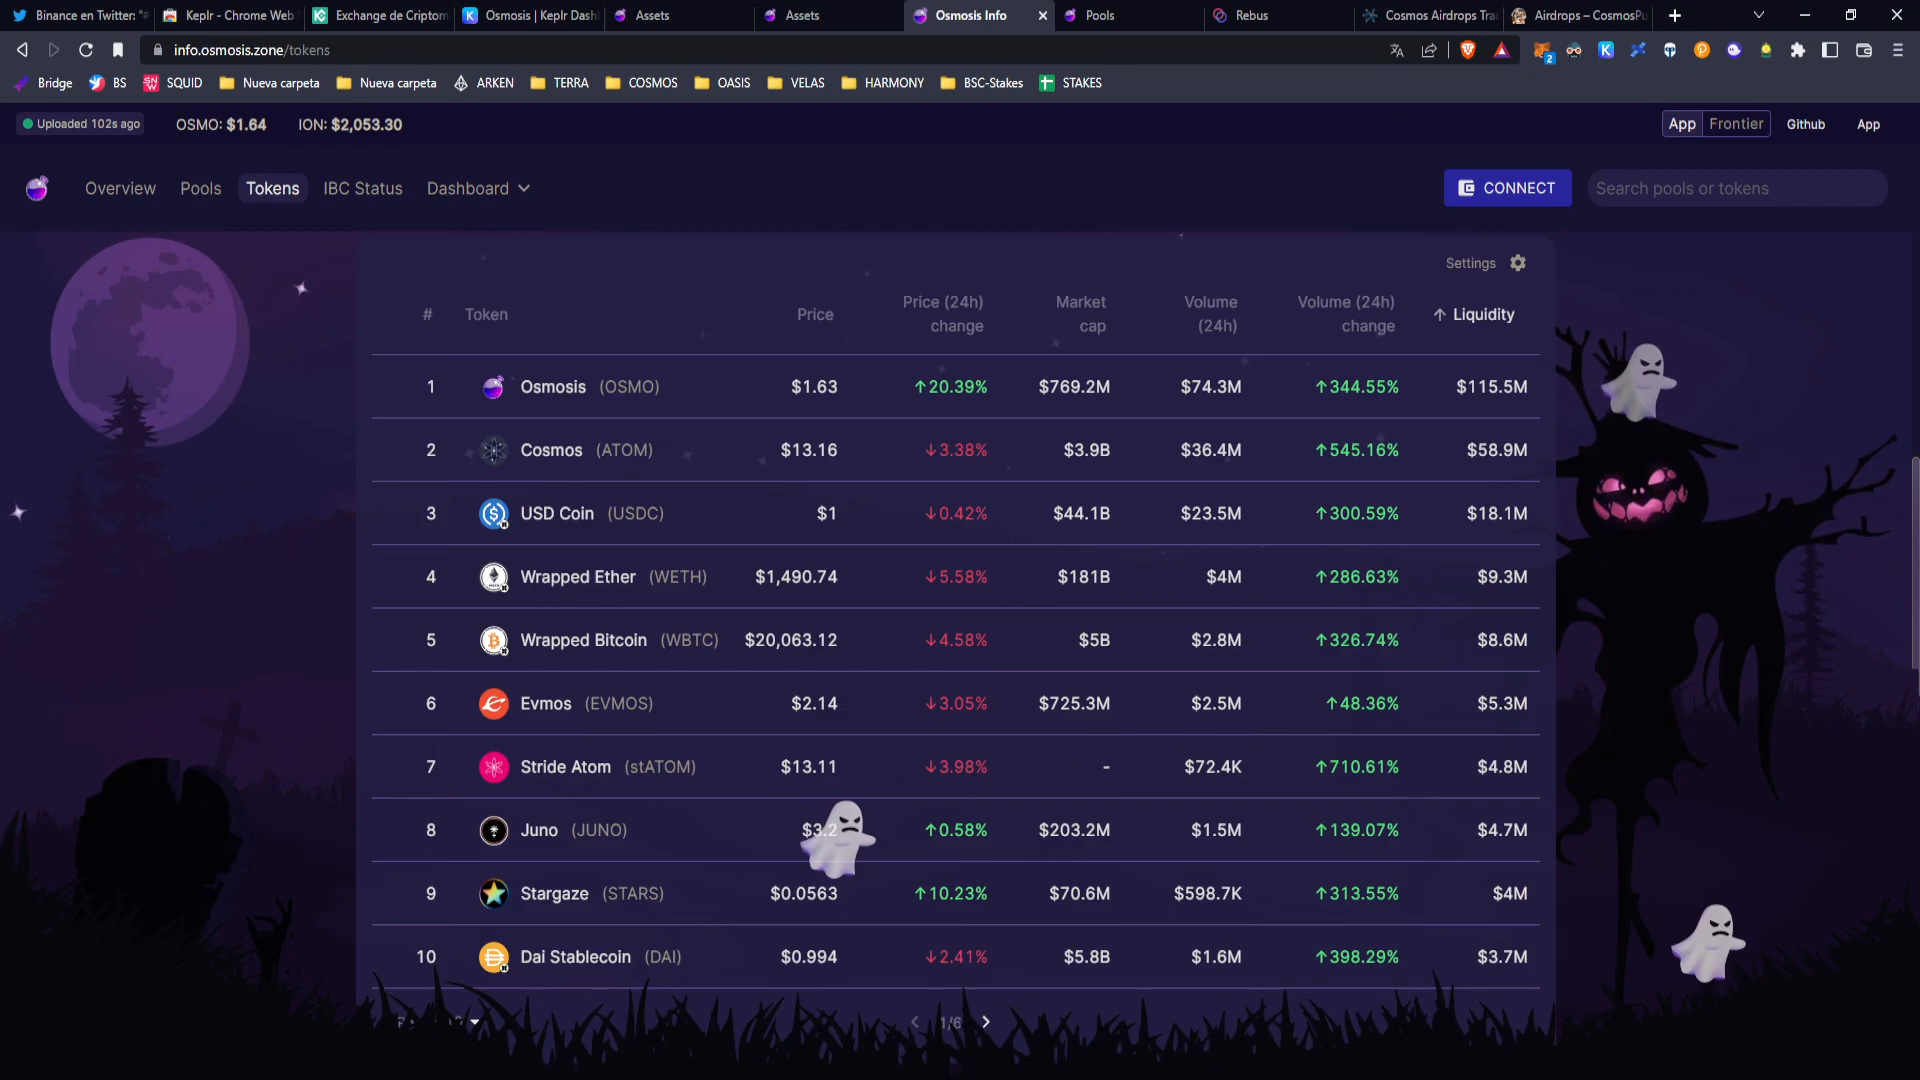 Binance en Twitter: "
Keplr - Chrome Web
Exchange de Criptom
Osmosis | Keplr Dash
Assets
Assets
Osmosis Info
Pools
Rebus
Cosmos Airdrops Tra
Airdrops – CosmosPu
info.osmosis.zone/tokens
2
Bridge
BS
SQUID
Nueva carpeta
Nueva carpeta
ARKEN
TERRA
COSMOS
OASIS
VELAS
HARMONY
BSC-Stakes
STAKES
Uploaded 102s ago
OSMO: $1.64
ION: $2,053.30
App
Frontier
Github
App
Overview
Pools
Tokens
IBC Status
Dashboard
CONNECT
Search pools or tokens
Settings
# Token Price Price (24h) change Market cap Volume (24h) Volume (24h) change ↑ Liquidity
1 Osmosis (OSMO) $1.63 ↑20.39% $769.2M $74.3M ↑344.55% $115.5M
2 Cosmos (ATOM) $13.16 ↓3.38% $3.9B $36.4M ↑545.16% $58.9M
3 USD Coin (USDC) $1 ↓0.42% $44.1B $23.5M ↑300.59% $18.1M
4 Wrapped Ether (WETH) $1,490.74 ↓5.58% $181B $4M ↑286.63% $9.3M
5 Wrapped Bitcoin (WBTC) $20,063.12 ↓4.58% $5B $2.8M ↑326.74% $8.6M
6 Evmos (EVMOS) $2.14 ↓3.05% $725.3M $2.5M ↑48.36% $5.3M
7 Stride Atom (stATOM) $13.11 ↓3.98% - $72.4K ↑710.61% $4.8M
8 Juno (JUNO) $3.2 ↑0.58% $203.2M $1.5M ↑139.07% $4.7M
9 Stargaze (STARS) $0.0563 ↑10.23% $70.6M $598.7K ↑313.55% $4M
10 Dai Stablecoin (DAI) $0.994 ↓2.41% $5.8B $1.6M ↑398.29% $3.7M
1/6